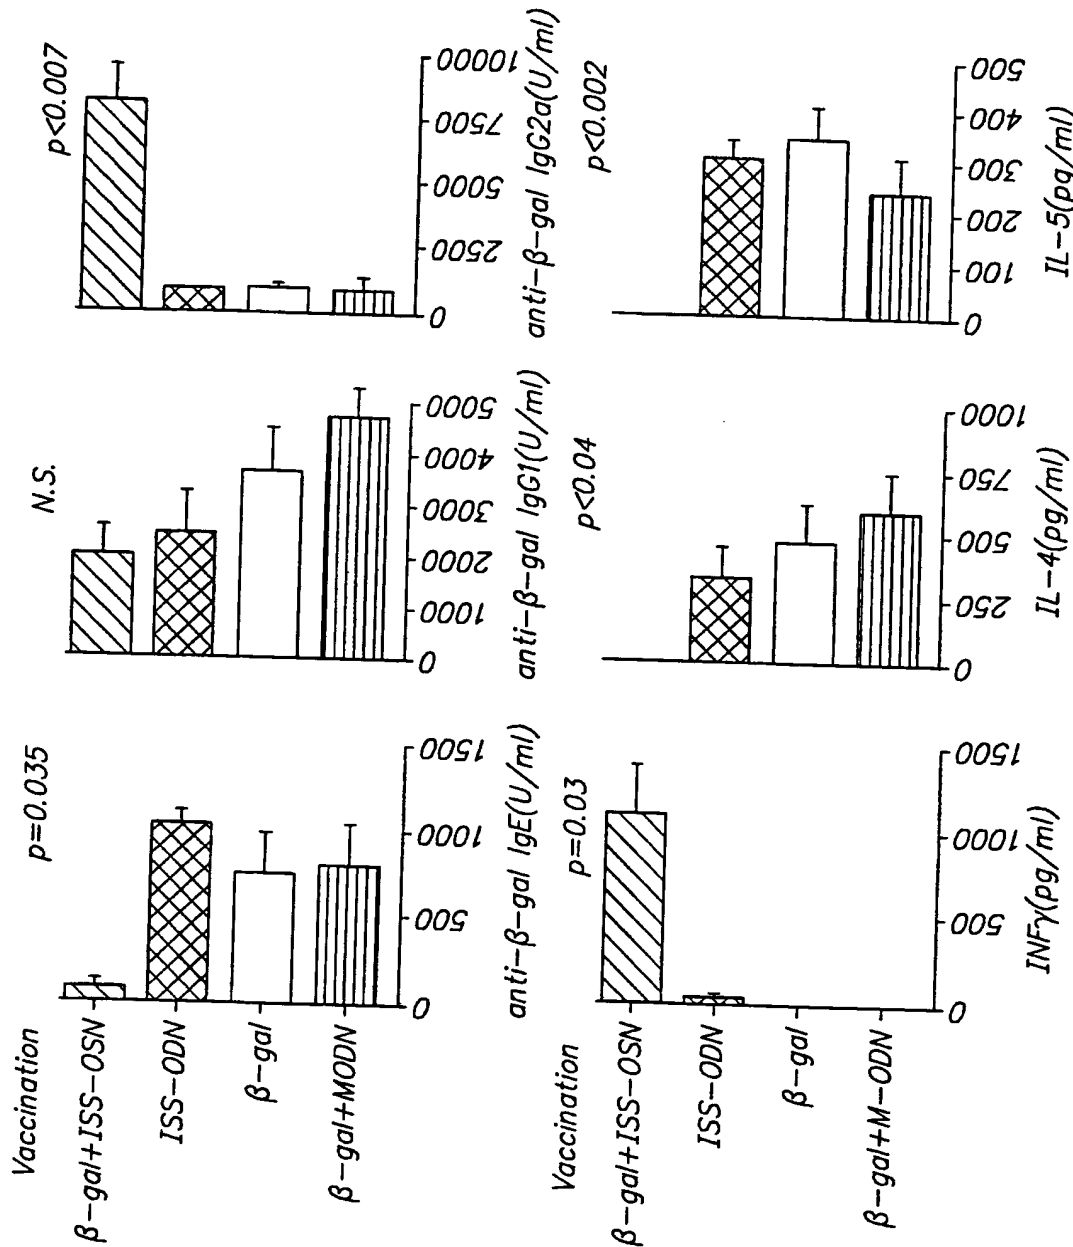 Vaccination
β-gal+ISS-OSN
ISS-ODN
β-gal
β-gal+MODN
p=0.035
0 500 1000 1500
anti-β-gal IgE(U/ml)
N.S.
0 1000 2000 3000 4000 5000
anti-β-gal IgG1(U/ml)
p<0.007
0 2500 5000 7500 10000
anti-β-gal IgG2a(U/ml)
Vaccination
β-gal+ISS-OSN
ISS-ODN
β-gal
β-gal+M-ODN
p=0.03
0 500 1000 1500
INFγ(pg/ml)
p<0.04
0 250 500 750 1000
IL-4(pg/ml)
p<0.002
0 100 200 300 400 500
IL-5(pg/ml)